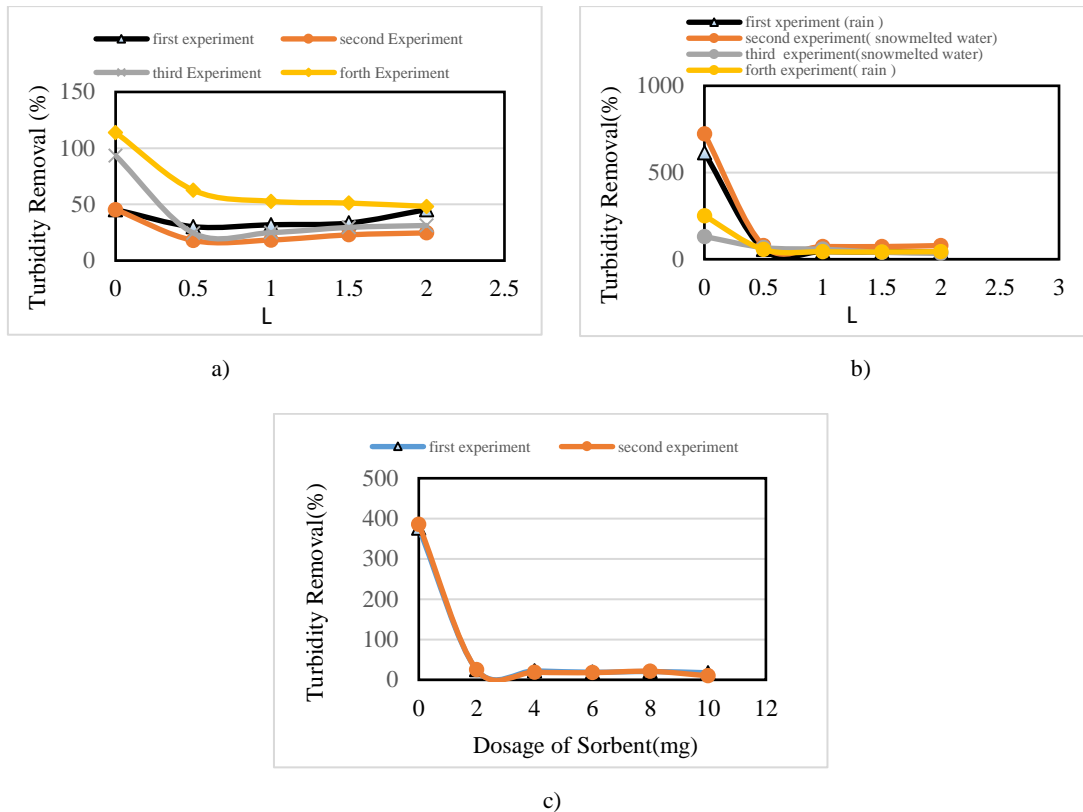 first experiment
second Experiment
third Experiment
forth Experiment
Turbidity Removal (%)
150
100
50
0
0 0.5 1 1.5 2 2.5
L
a)
first xperiment (rain )
second experiment( snowmelted water)
third experiment(snowmelted water)
forth experiment( rain )
Turbidity Removal(%)
1000
500
0
0 0.5 1 1.5 2 3
L
b)
first experiment
second experiment
Turbidity Removal(%)
500
400
300
200
100
0
0 2 4 6 8 10 12
Dosage of Sorbent(mg)
c)